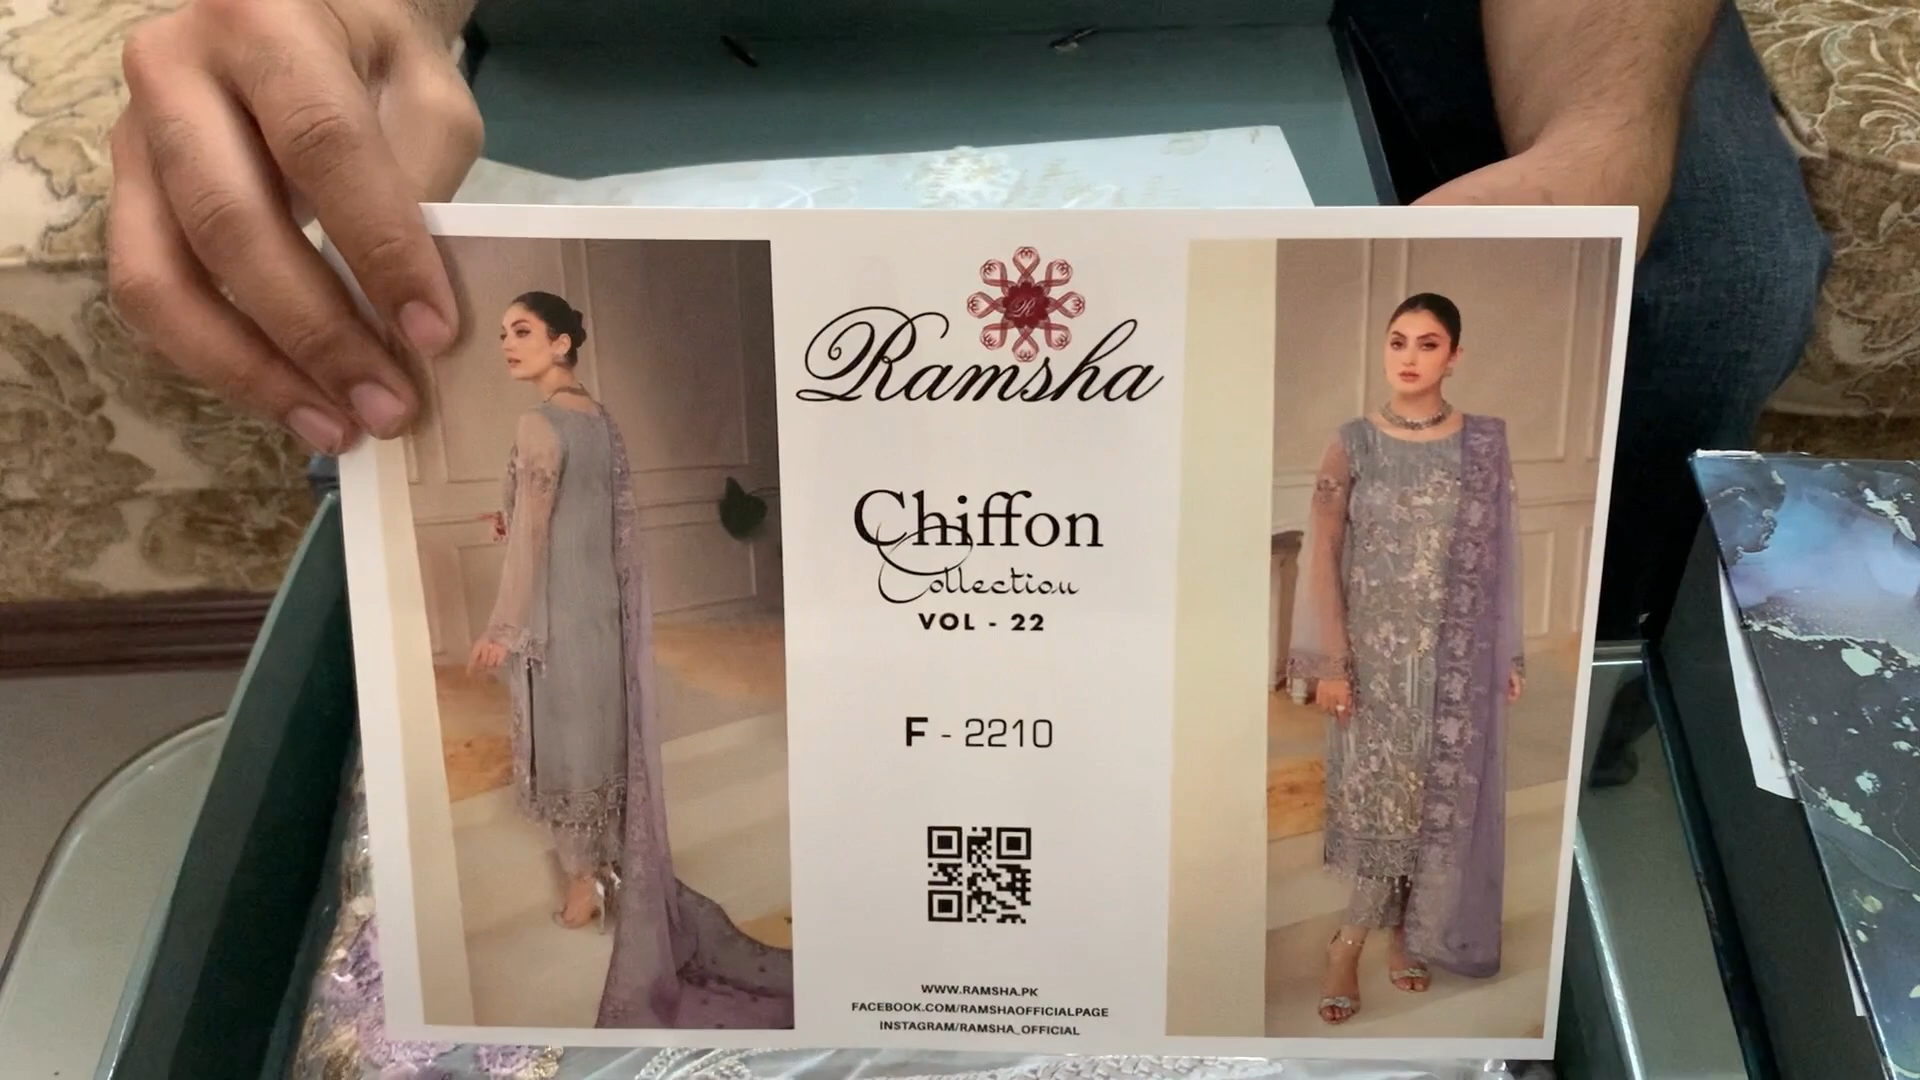 Ramsha
R
Chiffon
Collection
VOL - 22
F - 2210
WWW.RAMSHA.PK
FACEBOOK.COM/RAMSHAOFFICIALPAGE
INSTAGRAM/RAMSHA_OFFICIAL